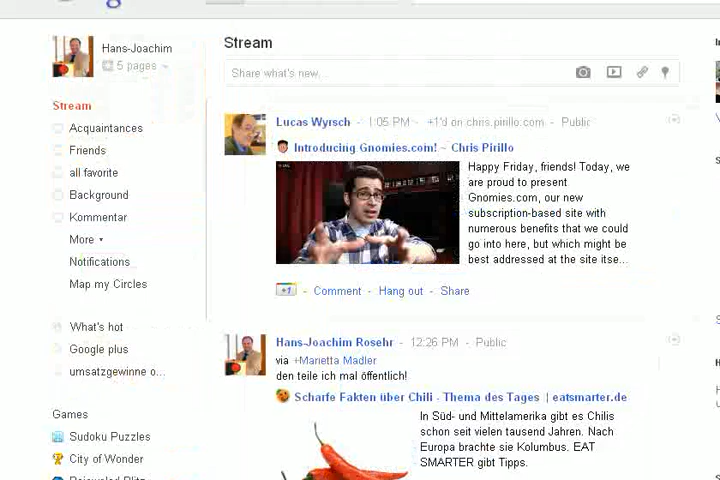 Hans-Joachim
5 pages
Stream
Acquaintances
Friends
all favorite
Background
Kommentar
More
Notifications
Map my Circles
What's hot
Google plus
umsatzgewinne o...
Games
Sudoku Puzzles
City of Wonder
Bejeweled Blitz
Stream
Share what's new...
Lucas Wyrsch - 1:05 PM - +1'd on chris.pirillo.com - Public
Introducing Gnomies.com! ~ Chris Pirillo
Happy Friday, friends! Today, we
are proud to present
Gnomies.com, our new
subscription-based site with
numerous benefits that we could
go into here, but which might be
best addressed at the site itse...
+1 - Comment - Hang out - Share
Hans-Joachim Rosehr - 12:26 PM - Public
via +Marietta Madler
den teile ich mal öffentlich!
Scharfe Fakten über Chili - Thema des Tages | eatsmarter.de
In Süd- und Mittelamerika gibt es Chilis
schon seit vielen tausend Jahren. Nach
Europa brachte sie Kolumbus. EAT
SMARTER gibt Tipps.